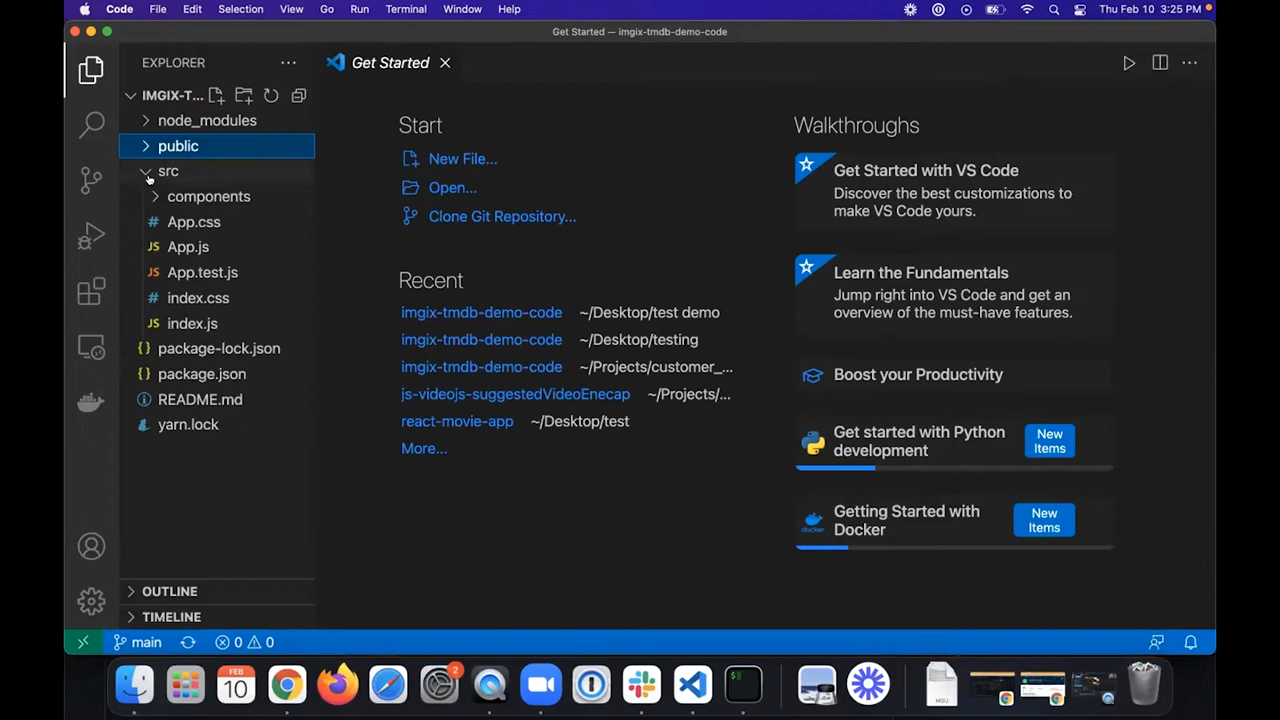 Code File Edit Selection View Go Run Terminal Window Help Thu Feb 10 3:25 PM
Get Started — imgix-tmdb-demo-code
EXPLORER
Get Started
IMGIX-T...
node_modules
public
src
components
App.css
App.js
App.test.js
index.css
index.js
package-lock.json
package.json
README.md
yarn.lock
OUTLINE
TIMELINE
Start
New File...
Open...
Clone Git Repository...
Recent
imgix-tmdb-demo-code ~/Desktop/test demo
imgix-tmdb-demo-code ~/Desktop/testing
imgix-tmdb-demo-code ~/Projects/customer_...
js-videojs-suggestedVideoEnecap ~/Projects/...
react-movie-app ~/Desktop/test
More...
Walkthroughs
Get Started with VS Code
Discover the best customizations to
make VS Code yours.
Learn the Fundamentals
Jump right into VS Code and get an
overview of the must-have features.
Boost your Productivity
Get started with Python
development
New
Items
Getting Started with
Docker
New
Items
main
0 0
FEB
10
2
M3U